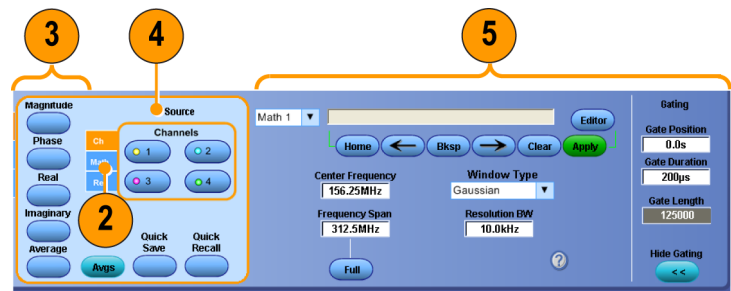 3
4
5
Magnitude
Phase
Real
Imaginary
Average
Source
Ch
Math
2
Channels
1
2
3
4
Avgs
Quick Save
Quick Recall
Math 1
Editor
Home
Bksp
Clear
Apply
Center Frequency
156.25MHz
Window Type
Gaussian
Frequency Span
312.5MHz
Resolution BW
10.0kHz
Full
?
Gating
Gate Position
0.0s
Gate Duration
200µs
Gate Length
125000
Hide Gating
<<